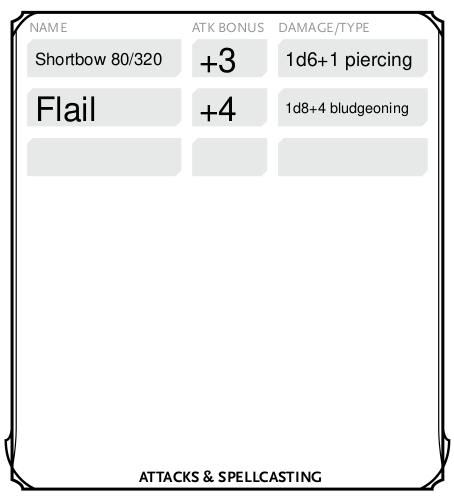 NAME ATK BONUS DAMAGE/TYPE
Shortbow 80/320 +3 1d6+1 piercing
Flail +4 1d8+4 bludgeoning
ATTACKS & SPELLCASTING